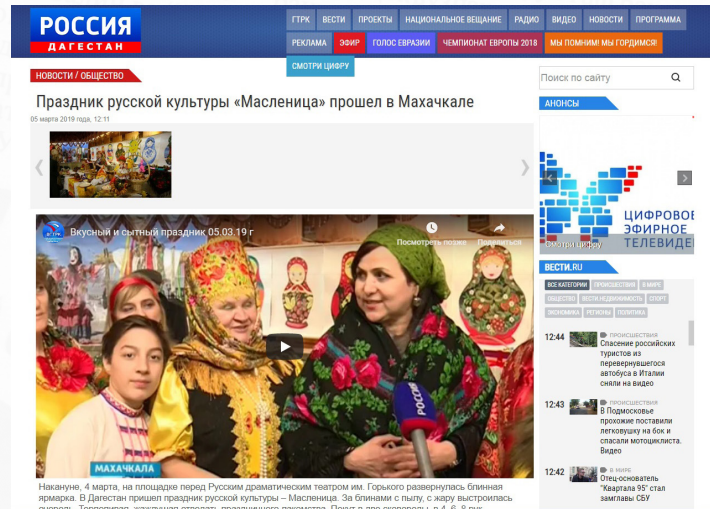 РОССИЯ
ДАГЕСТАН
ГТРК ВЕСТИ ПРОЕКТЫ НАЦИОНАЛЬНОЕ ВЕЩАНИЕ РАДИО ВИДЕО НОВОСТИ ПРОГРАММА
РЕКЛАМА ЭФИР ГОЛОС ЕВРАЗИИ ЧЕМПИОНАТ ЕВРОПЫ 2018 МЫ ПОМНИМ! МЫ ГОРДИМСЯ!
СМОТРИ ЦИФРУ
НОВОСТИ / ОБЩЕСТВО
Праздник русской культуры «Масленица» прошел в Махачкале
05 марта 2019 года, 12:11
Вкусный и сытный праздник 05.03.19 г
Посмотреть позже Поделиться
РОССИЯ
МАХАЧКАЛА
Накануне, 4 марта, на площадке перед Русским драматическим театром им. Горького развернулась блинная
ярмарка. В Дагестан пришел праздник русской культуры – Масленица. За блинами с пылу, с жару выстроилась
Поиск по сайту
АНОНСЫ
ЦИФРОВОЕ
ЭФИРНОЕ
ТЕЛЕВИДЕ
Смотри цифру
ВЕСТИ.RU
ВСЕ КАТЕГОРИИ ПРОИСШЕСТВИЯ В МИРЕ
ОБЩЕСТВО ВЕСТИ.НЕДВИЖИМОСТЬ СПОРТ
ЭКОНОМИКА РЕГИОНЫ ПОЛИТИКА
12:44 ПРОИСШЕСТВИЯ
Спасение российских
туристов из
перевернувшегося
автобуса в Италии
сняли на видео
12:43 ПРОИСШЕСТВИЯ
В Подмосковье
прохожие поставили
легковушку на бок и
спасали мотоциклиста.
Видео
12:42 В МИРЕ
Отец-основатель
"Квартала 95" стал
замглавы СБУ